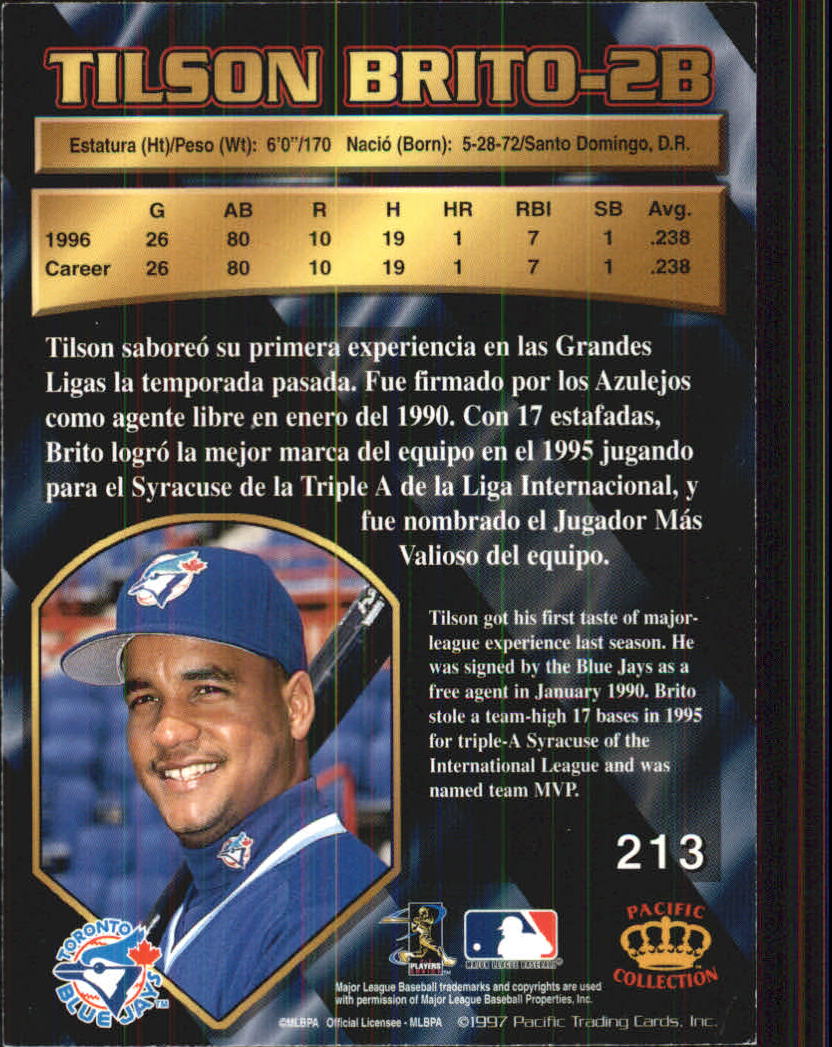 TILSON BRITO-2B
Estatura (Ht)/Peso (Wt): 6'0"/170 Nació (Born): 5-28-72/Santo Domingo, D.R.
G AB R H HR RBI SB Avg.
1996 26 80 10 19 1 7 1 .238
Career 26 80 10 19 1 7 1 .238
Tilson saboreó su primera experiencia en las Grandes
Ligas la temporada pasada. Fue firmado por los Azulejos
como agente libre en enero del 1990. Con 17 estafadas,
Brito logró la mejor marca del equipo en el 1995 jugando
para el Syracuse de la Triple A de la Liga Internacional, y
fue nombrado el Jugador Más
Valioso del equipo.
Tilson got his first taste of major-
league experience last season. He
was signed by the Blue Jays as a
free agent in January 1990. Brito
stole a team-high 17 bases in 1995
for triple-A Syracuse of the
International League and was
named team MVP.
213
TORONTO
BLUE JAYS™
PLAYERS
CHOICE™
MAJOR LEAGUE BASEBALL®
PACIFIC
COLLECTIÓN
Major League Baseball trademarks and copyrights are used
with permission of Major League Baseball Properties, Inc.
©MLBPA Official Licensee - MLBPA ©1997 Pacific Trading Cards, Inc.